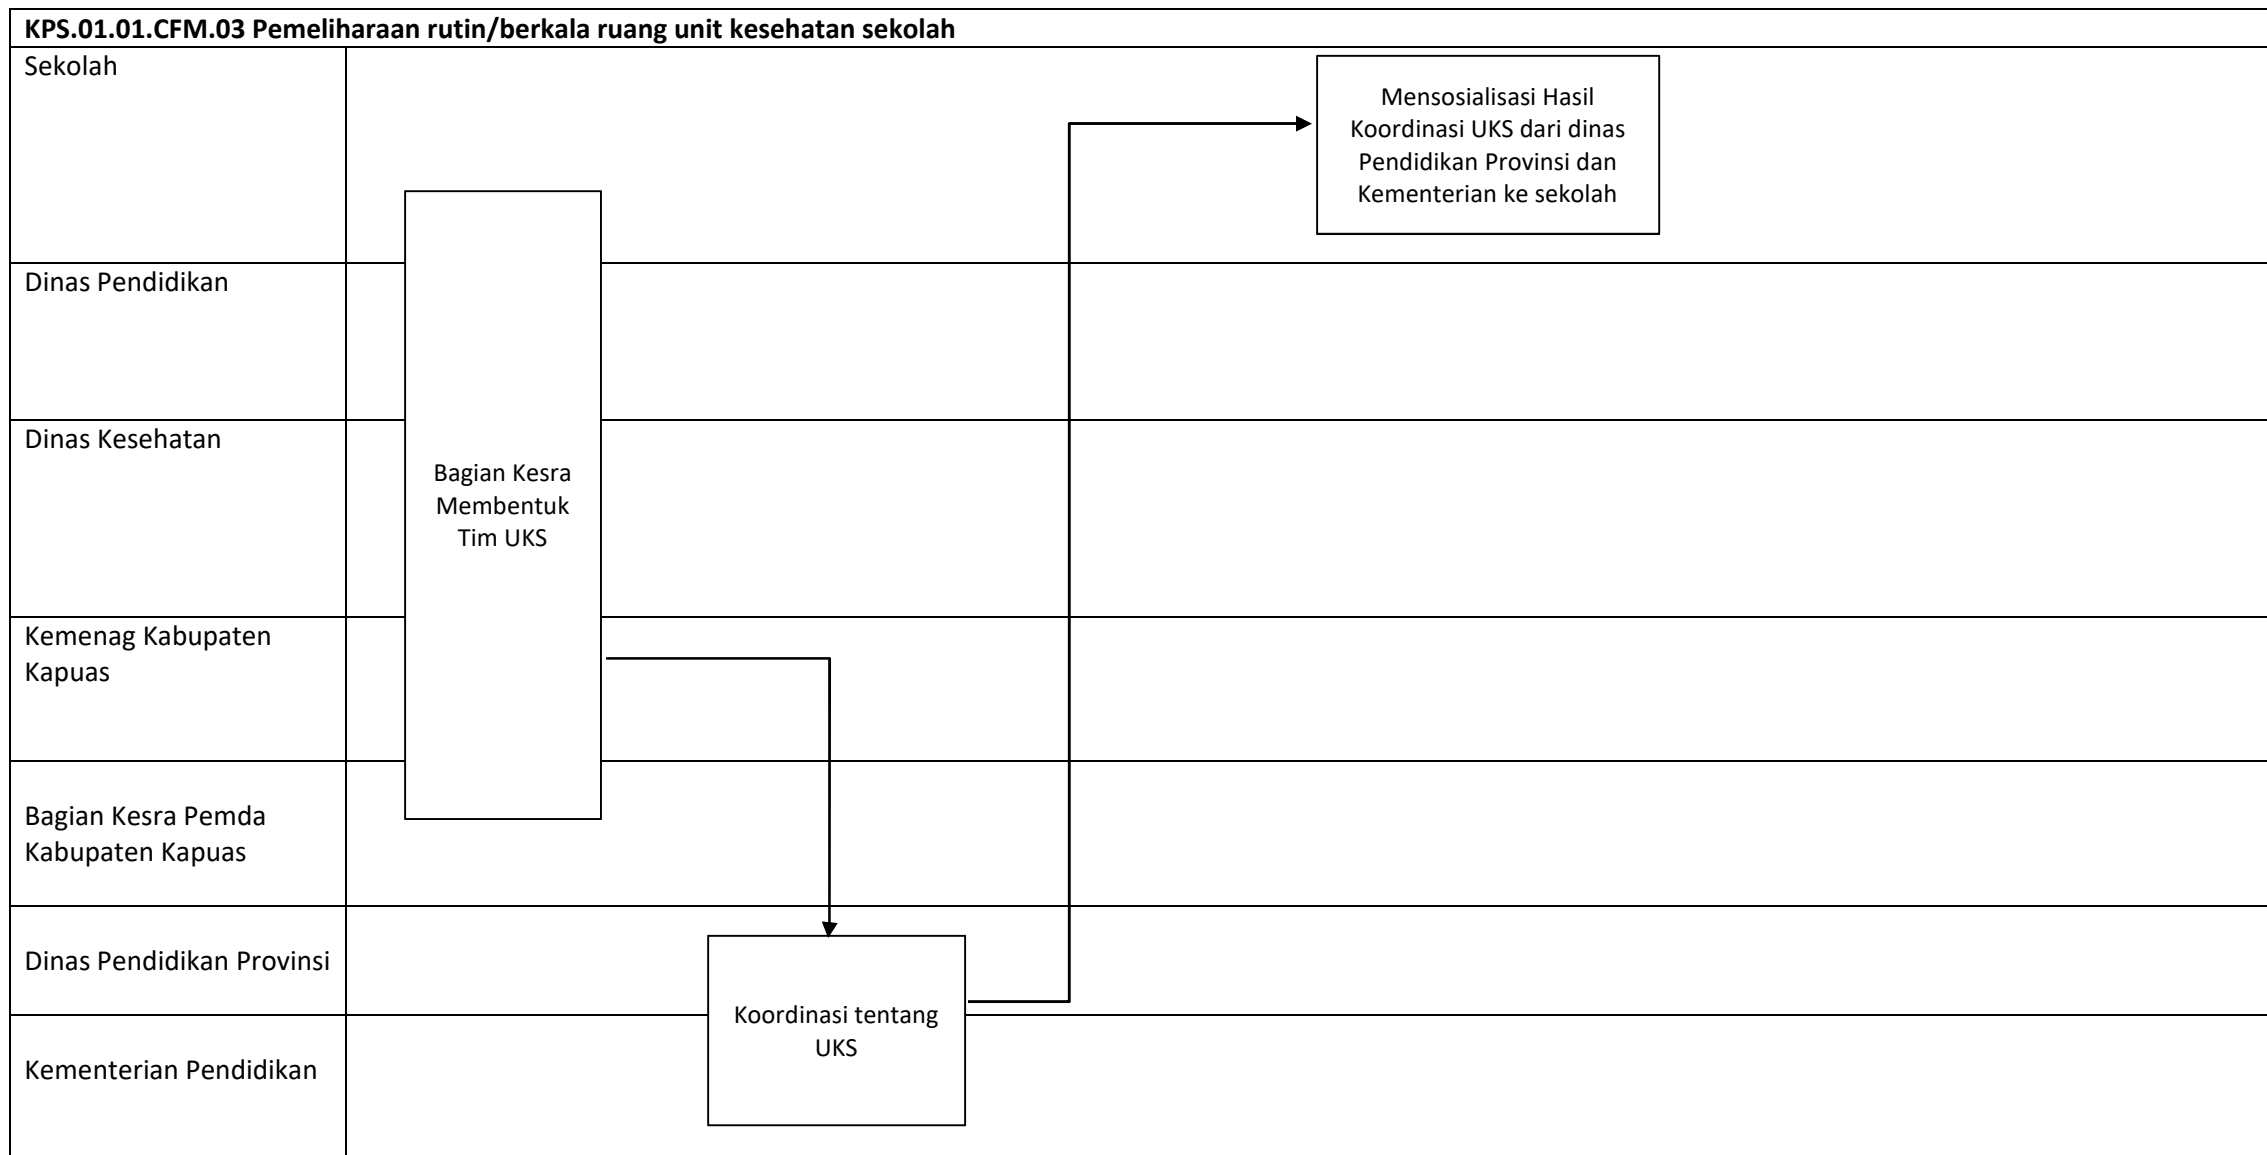 KPS.01.01.CFM.03 Pemeliharaan rutin/berkala ruang unit kesehatan sekolah
Sekolah
Mensosialisasi Hasil
Koordinasi UKS dari dinas
Pendidikan Provinsi dan
Kementerian ke sekolah
Dinas Pendidikan
Dinas Kesehatan
Bagian Kesra
Membentuk
Tim UKS
Kemenag Kabupaten
Kapuas
Bagian Kesra Pemda
Kabupaten Kapuas
Dinas Pendidikan Provinsi
Koordinasi tentang
UKS
Kementerian Pendidikan